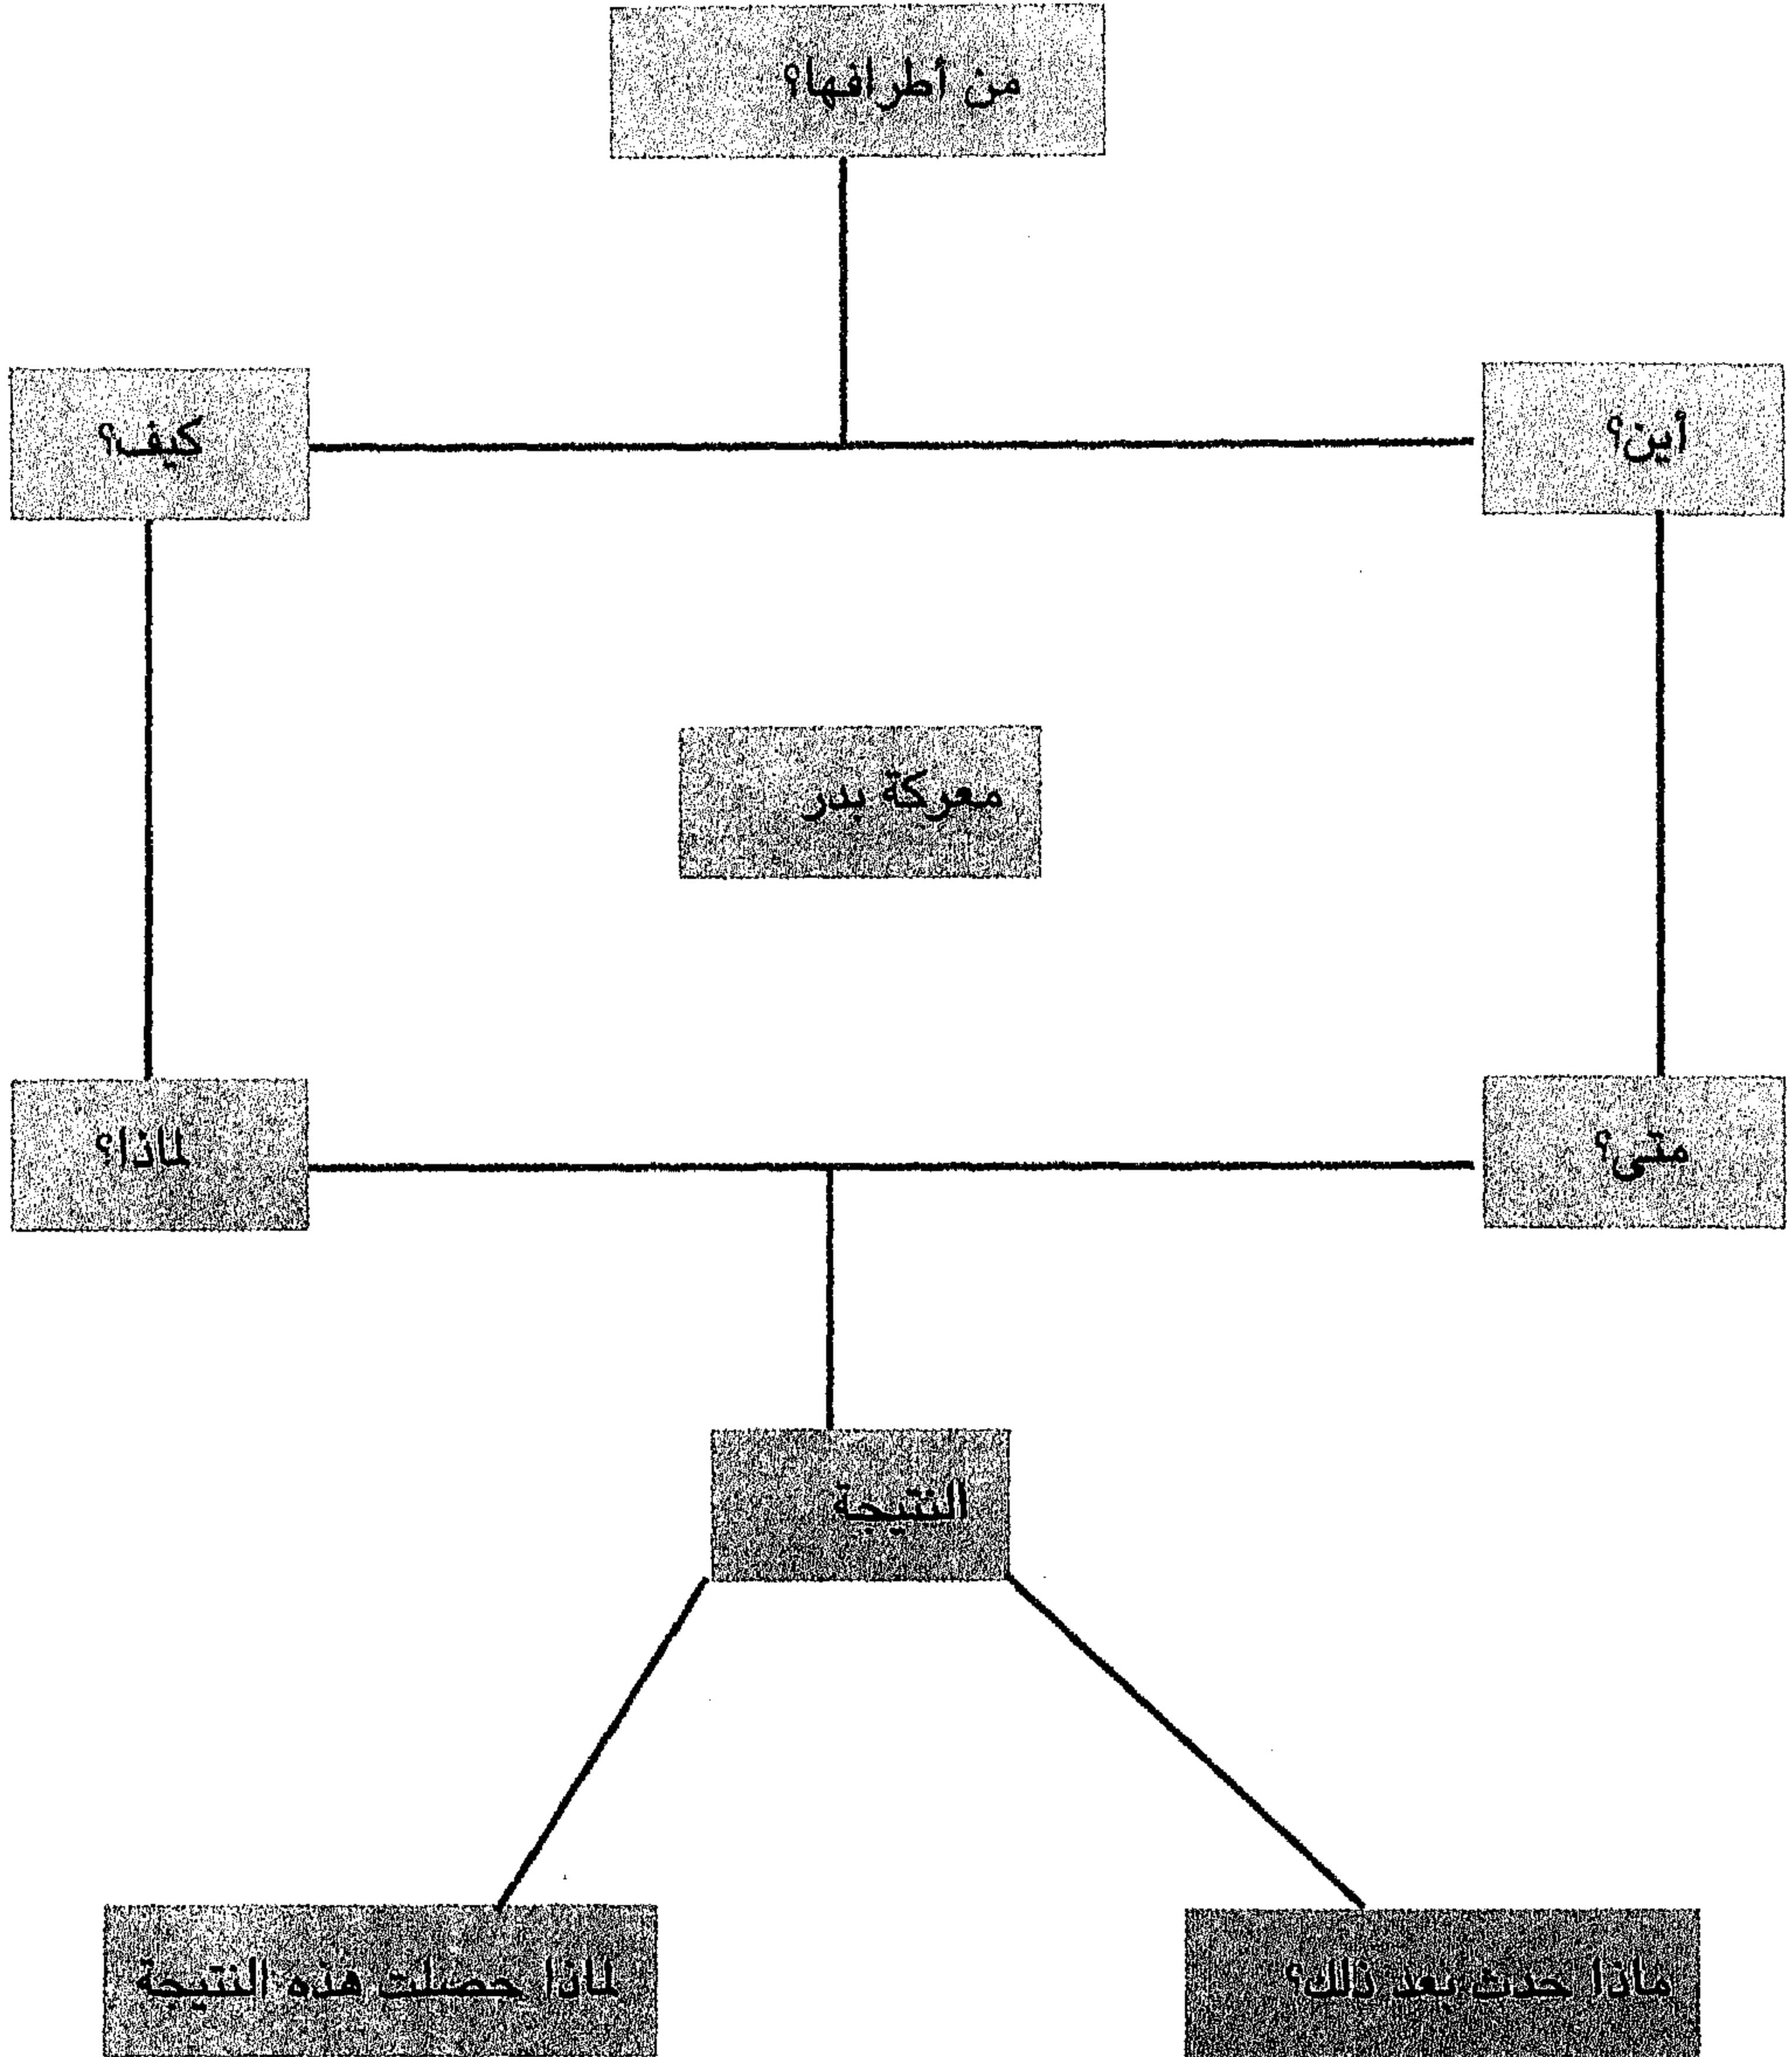 من أطرافها؟
أين؟
كيف؟
معركة بدر
متى؟
لماذا؟
النتيجة
ماذا حدث بعد ذلك؟
لماذا حصلت هذه النتيجة